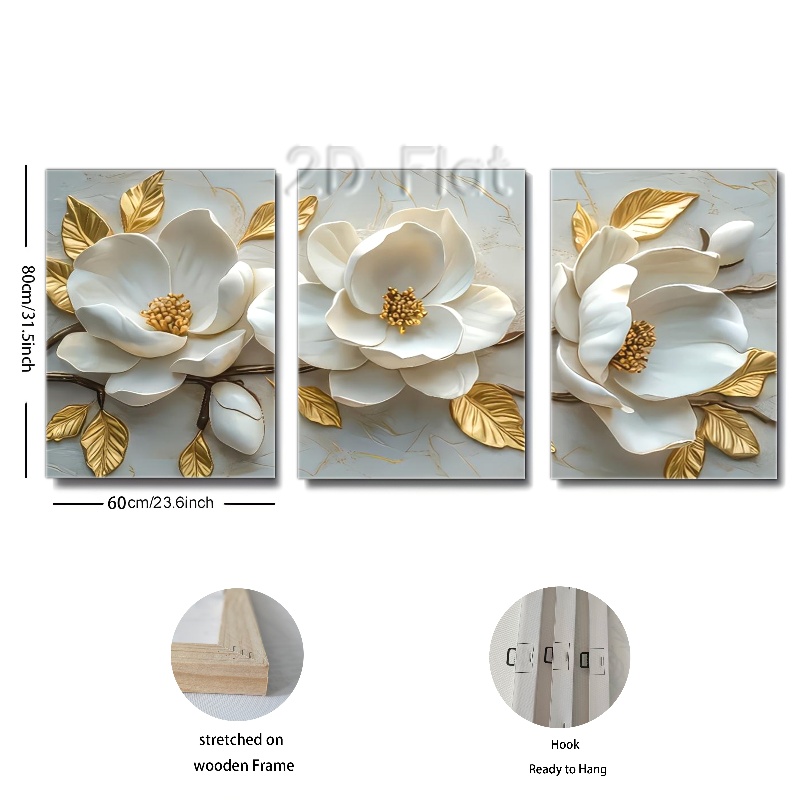 2D Flat
80cm/31.5inch
60cm/23.6inch
stretched on
wooden Frame
Hook
Ready to Hang